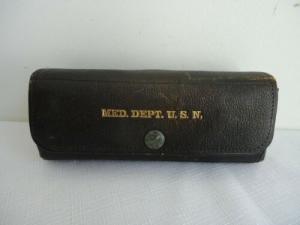 MED. DEPT. U. S. N.